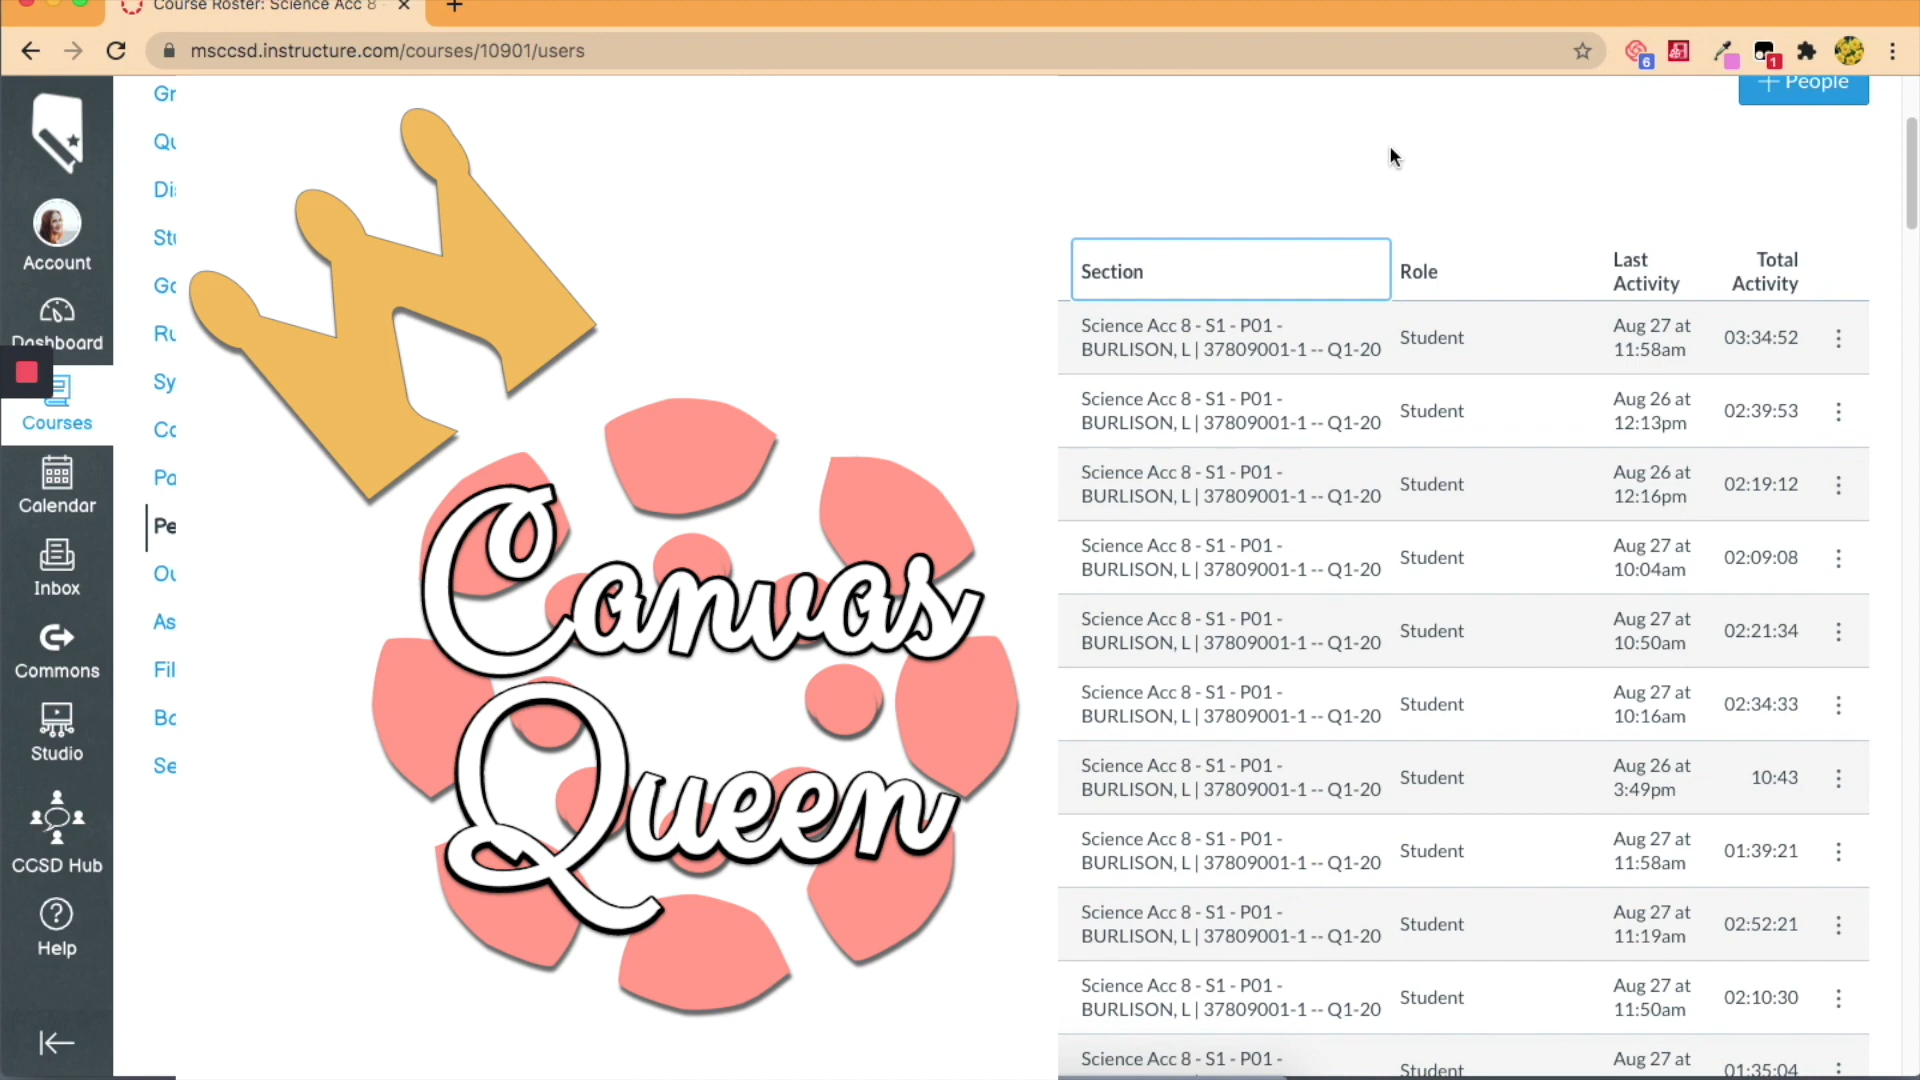 Course Roster: Science Acc 8
msccsd.instructure.com/courses/10901/users
6
1
+ People
Account
Dashboard
Courses
Calendar
Inbox
Commons
Studio
CCSD Hub
Help
Gr
Qu
Di
Stu
Go
Ru
Sy
Co
Pa
Pe
Ou
As
Fil
Bo
Se
Canvas
Queen
Section Role Last Activity Total Activity
Science Acc 8 - S1 - P01 -
BURLISON, L | 37809001-1 -- Q1-20 Student Aug 27 at 11:58am 03:34:52
Science Acc 8 - S1 - P01 -
BURLISON, L | 37809001-1 -- Q1-20 Student Aug 26 at 12:13pm 02:39:53
Science Acc 8 - S1 - P01 -
BURLISON, L | 37809001-1 -- Q1-20 Student Aug 26 at 12:16pm 02:19:12
Science Acc 8 - S1 - P01 -
BURLISON, L | 37809001-1 -- Q1-20 Student Aug 27 at 10:04am 02:09:08
Science Acc 8 - S1 - P01 -
BURLISON, L | 37809001-1 -- Q1-20 Student Aug 27 at 10:50am 02:21:34
Science Acc 8 - S1 - P01 -
BURLISON, L | 37809001-1 -- Q1-20 Student Aug 27 at 10:16am 02:34:33
Science Acc 8 - S1 - P01 -
BURLISON, L | 37809001-1 -- Q1-20 Student Aug 26 at 3:49pm 10:43
Science Acc 8 - S1 - P01 -
BURLISON, L | 37809001-1 -- Q1-20 Student Aug 27 at 11:58am 01:39:21
Science Acc 8 - S1 - P01 -
BURLISON, L | 37809001-1 -- Q1-20 Student Aug 27 at 11:19am 02:52:21
Science Acc 8 - S1 - P01 -
BURLISON, L | 37809001-1 -- Q1-20 Student Aug 27 at 11:50am 02:10:30
Science Acc 8 - S1 - P01 - Student Aug 27 at 01:35:04